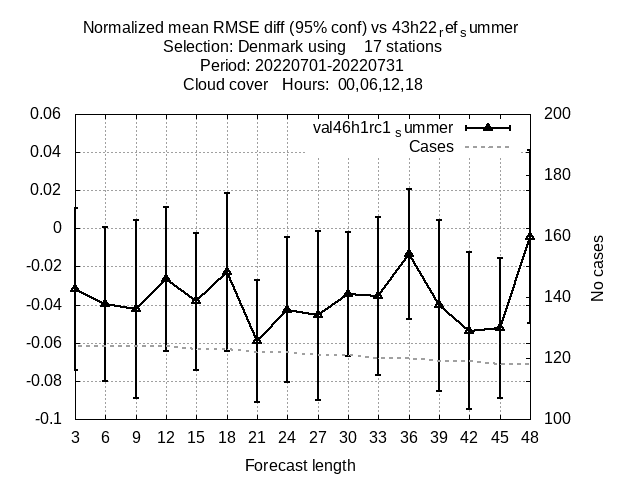 Normalized mean RMSE diff (95% conf) vs 43h22refsummer
Selection: Denmark using 17 stations
Period: 20220701-20220731
Cloud cover Hours: 00,06,12,18
val46h1rc1summer
Cases
0.06
0.04
0.02
0
-0.02
-0.04
-0.06
-0.08
-0.1
200
180
160
140
120
100
No cases
3 6 9 12 15 18 21 24 27 30 33 36 39 42 45 48
Forecast length